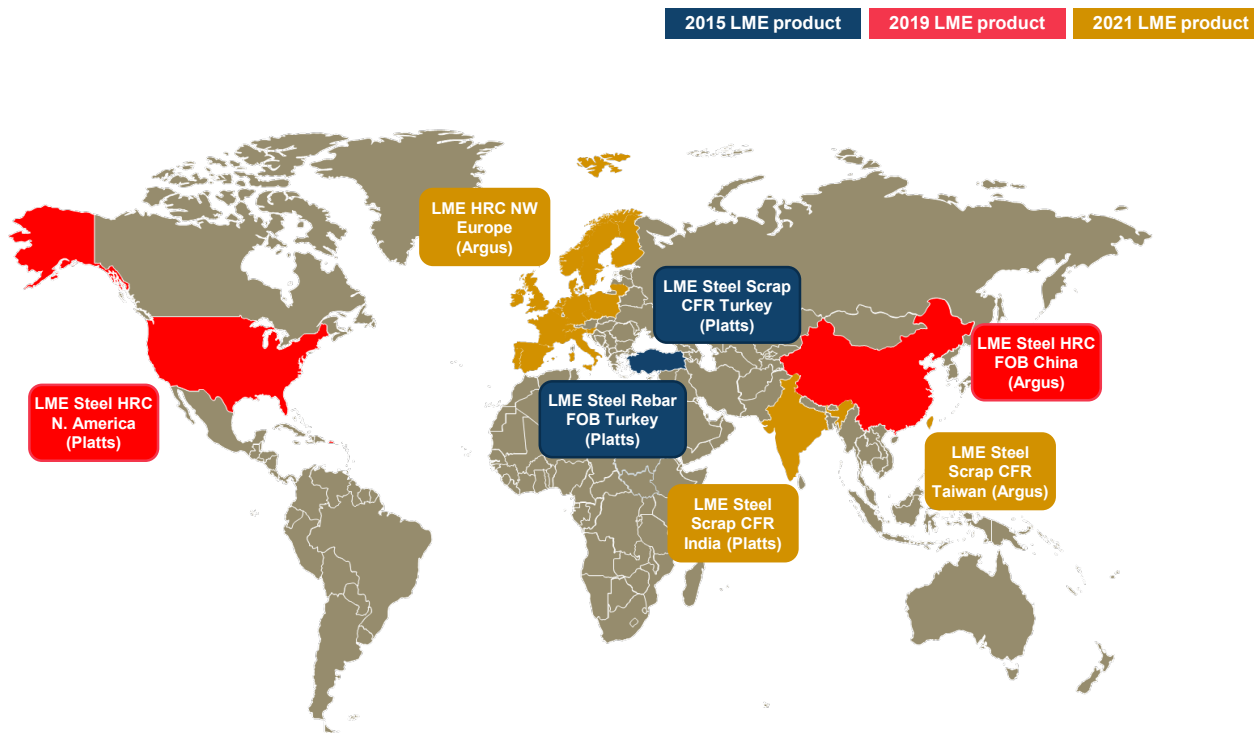 2015 LME product
2019 LME product
2021 LME product
LME HRC NW
Europe
(Argus)
LME Steel Scrap
CFR Turkey
(Platts)
LME Steel HRC
FOB China
(Argus)
LME Steel HRC
N. America
(Platts)
LME Steel Rebar
FOB Turkey
(Platts)
LME Steel
Scrap CFR
Taiwan (Argus)
LME Steel
Scrap CFR
India (Platts)